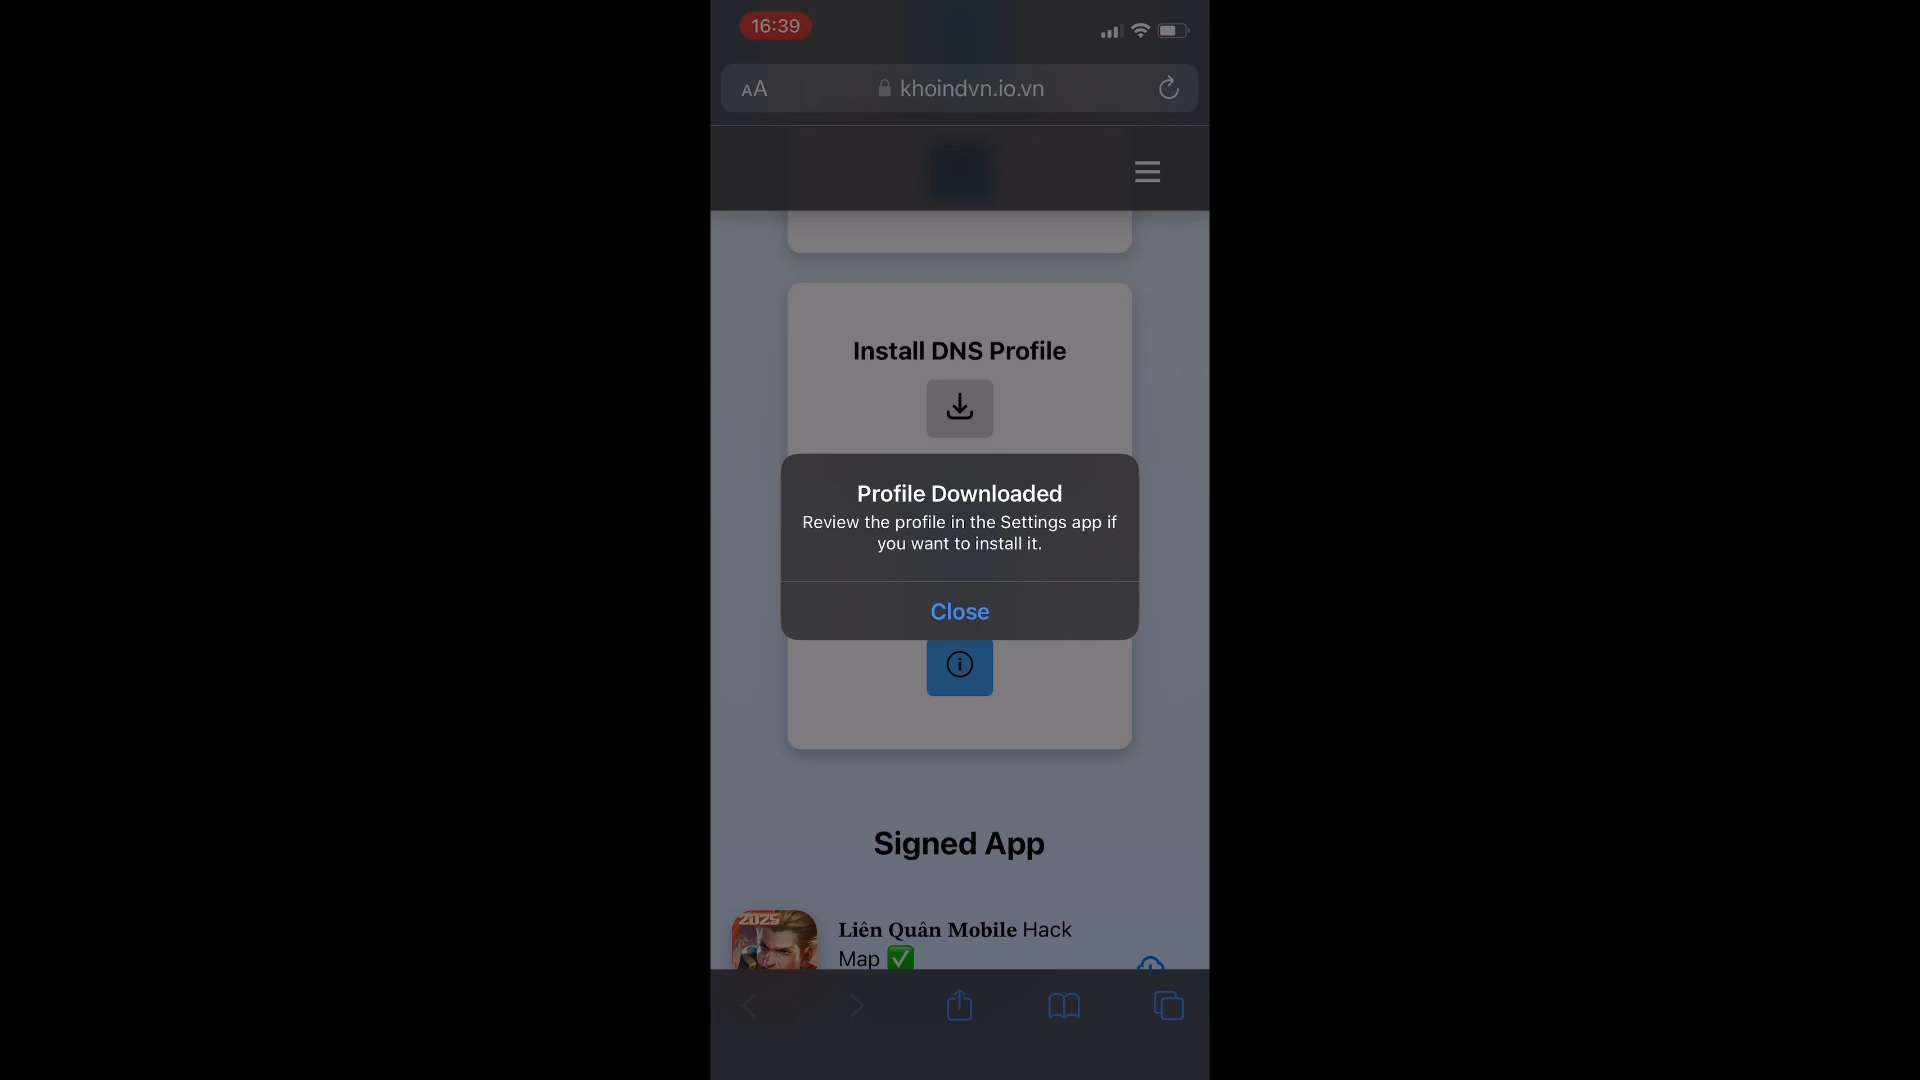 16:39
AA
khoindvn.io.vn
Install DNS Profile
Profile Downloaded
Review the profile in the Settings app if
you want to install it.
Close
Signed App
2025
Liên Quân Mobile Hack
Map ✅